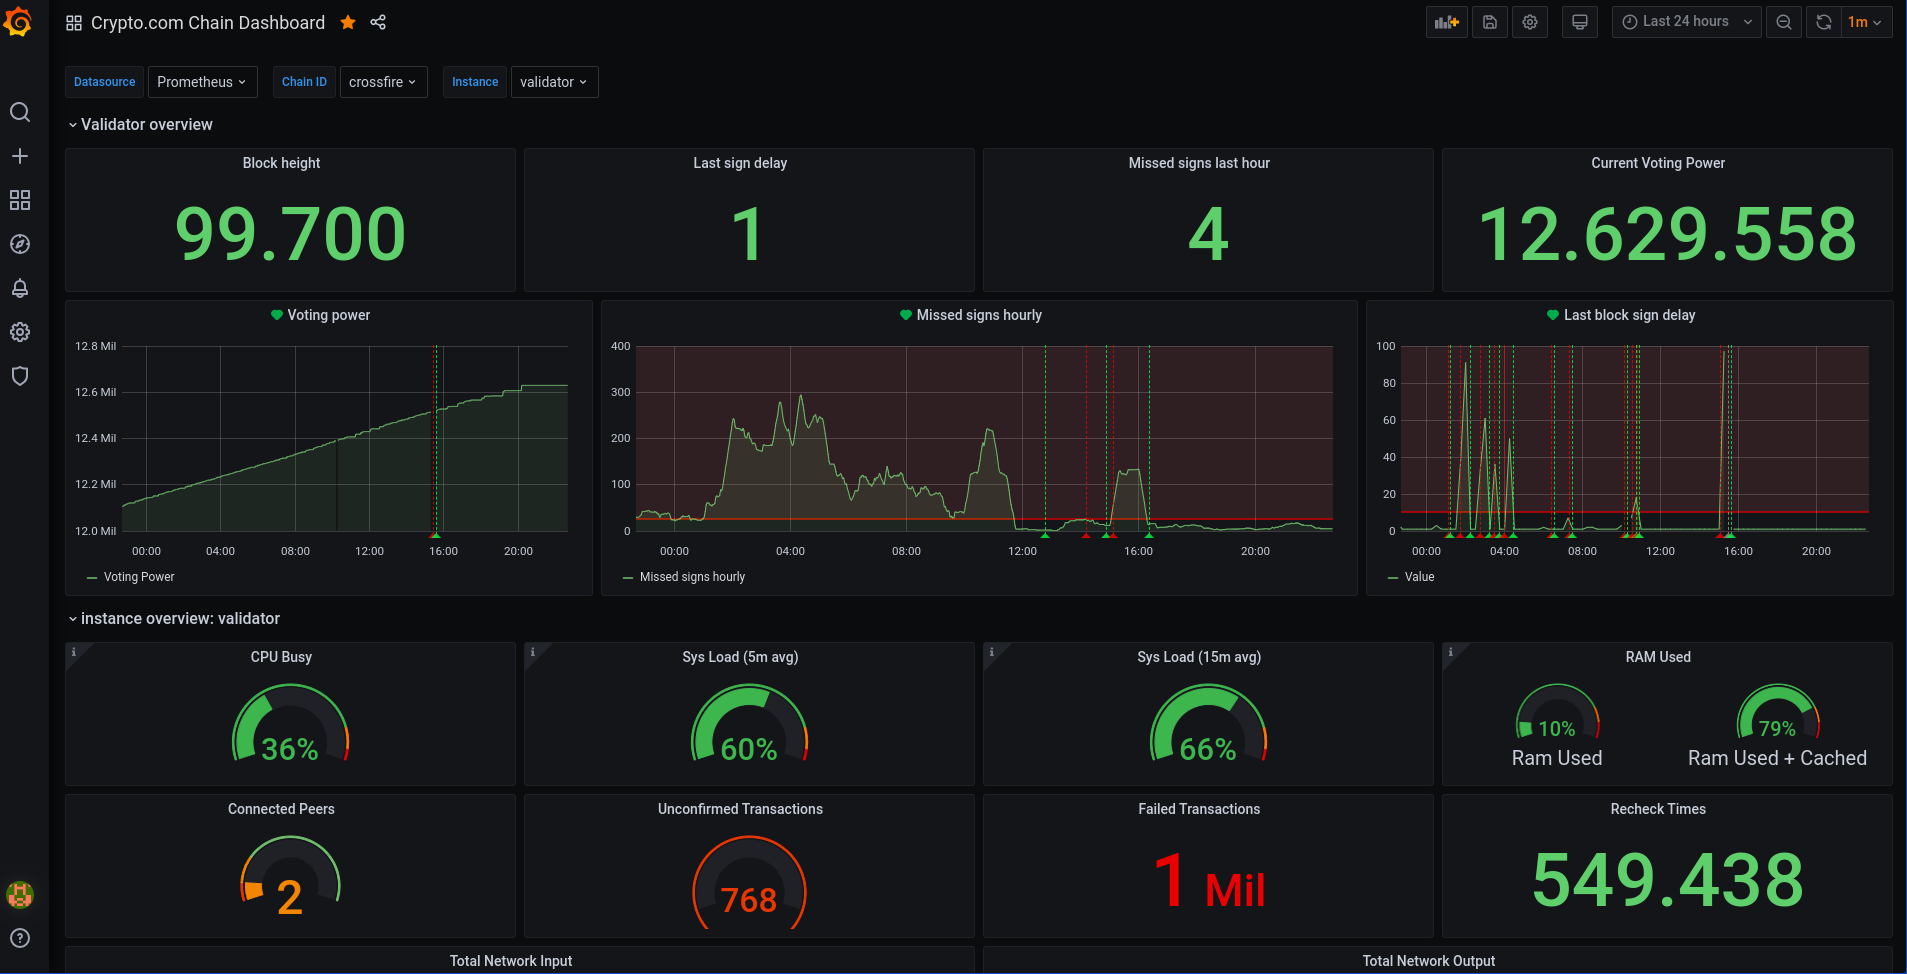 Crypto.com Chain Dashboard
Last 24 hours
1m
Datasource Prometheus Chain ID crossfire Instance validator
Validator overview
Block height
99.700
Last sign delay
1
Missed signs last hour
4
Current Voting Power
12.629.558
Voting power
12.8 Mil
12.6 Mil
12.4 Mil
12.2 Mil
12.0 Mil
00:00 04:00 08:00 12:00 16:00 20:00
Voting Power
Missed signs hourly
400
300
200
100
0
00:00 04:00 08:00 12:00 16:00 20:00
Missed signs hourly
Last block sign delay
100
80
60
40
20
0
00:00 04:00 08:00 12:00 16:00 20:00
Value
instance overview: validator
i
CPU Busy
36%
i
Sys Load (5m avg)
60%
i
Sys Load (15m avg)
66%
i
RAM Used
10%
Ram Used
79%
Ram Used + Cached
Connected Peers
2
Unconfirmed Transactions
768
Failed Transactions
1 Mil
Recheck Times
549.438
Total Network Input
Total Network Output